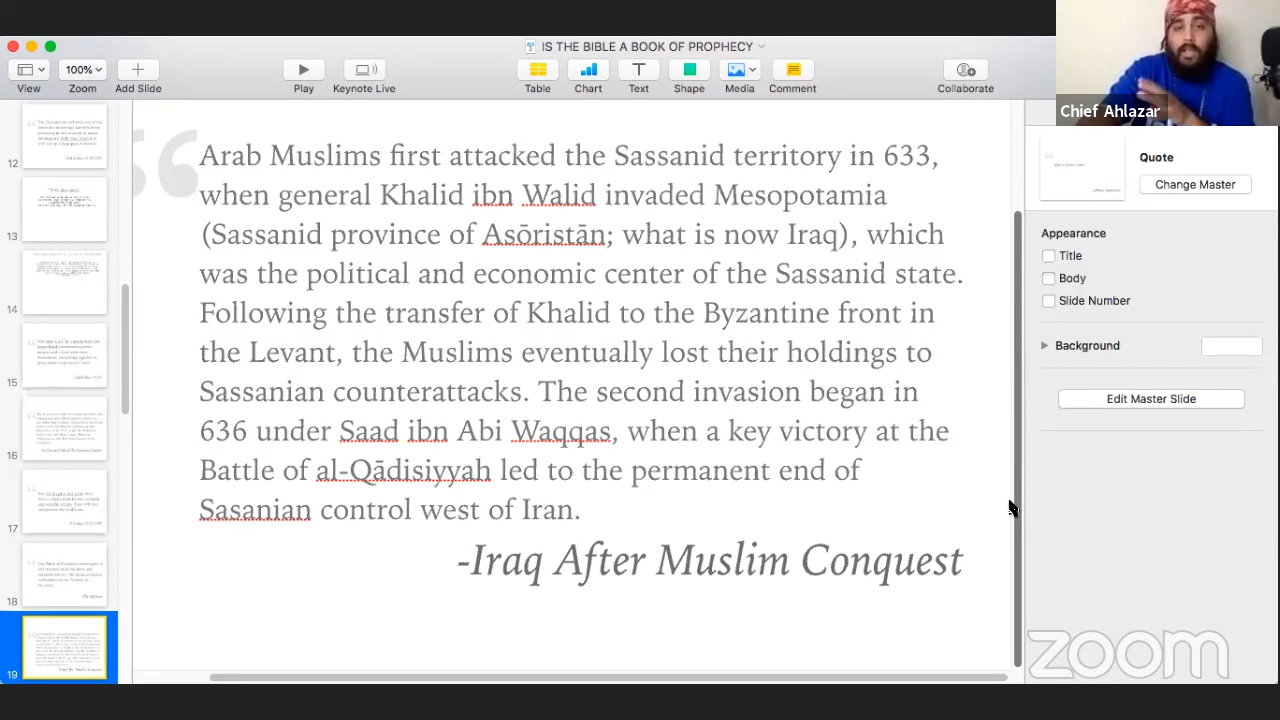 IS THE BIBLE A BOOK OF PROPHECY
View
100%
Zoom
Add Slide
Play
Keynote Live
Table
Chart
Text
Shape
Media
Comment
Collaborate
Chief Ahlazar
12
13
14
15
16
17
18
19
“
Arab Muslims first attacked the Sassanid territory in 633,
when general Khalid ibn Walid invaded Mesopotamia
(Sassanid province of Asōristān; what is now Iraq), which
was the political and economic center of the Sassanid state.
Following the transfer of Khalid to the Byzantine front in
the Levant, the Muslims eventually lost their holdings to
Sassanian counterattacks. The second invasion began in
636 under Saad ibn Abi Waqqas, when a key victory at the
Battle of al-Qādisiyyah led to the permanent end of
Sasanian control west of Iran.
-Iraq After Muslim Conquest
Quote
Change Master
Appearance
Title
Body
Slide Number
Background
Edit Master Slide
zoom